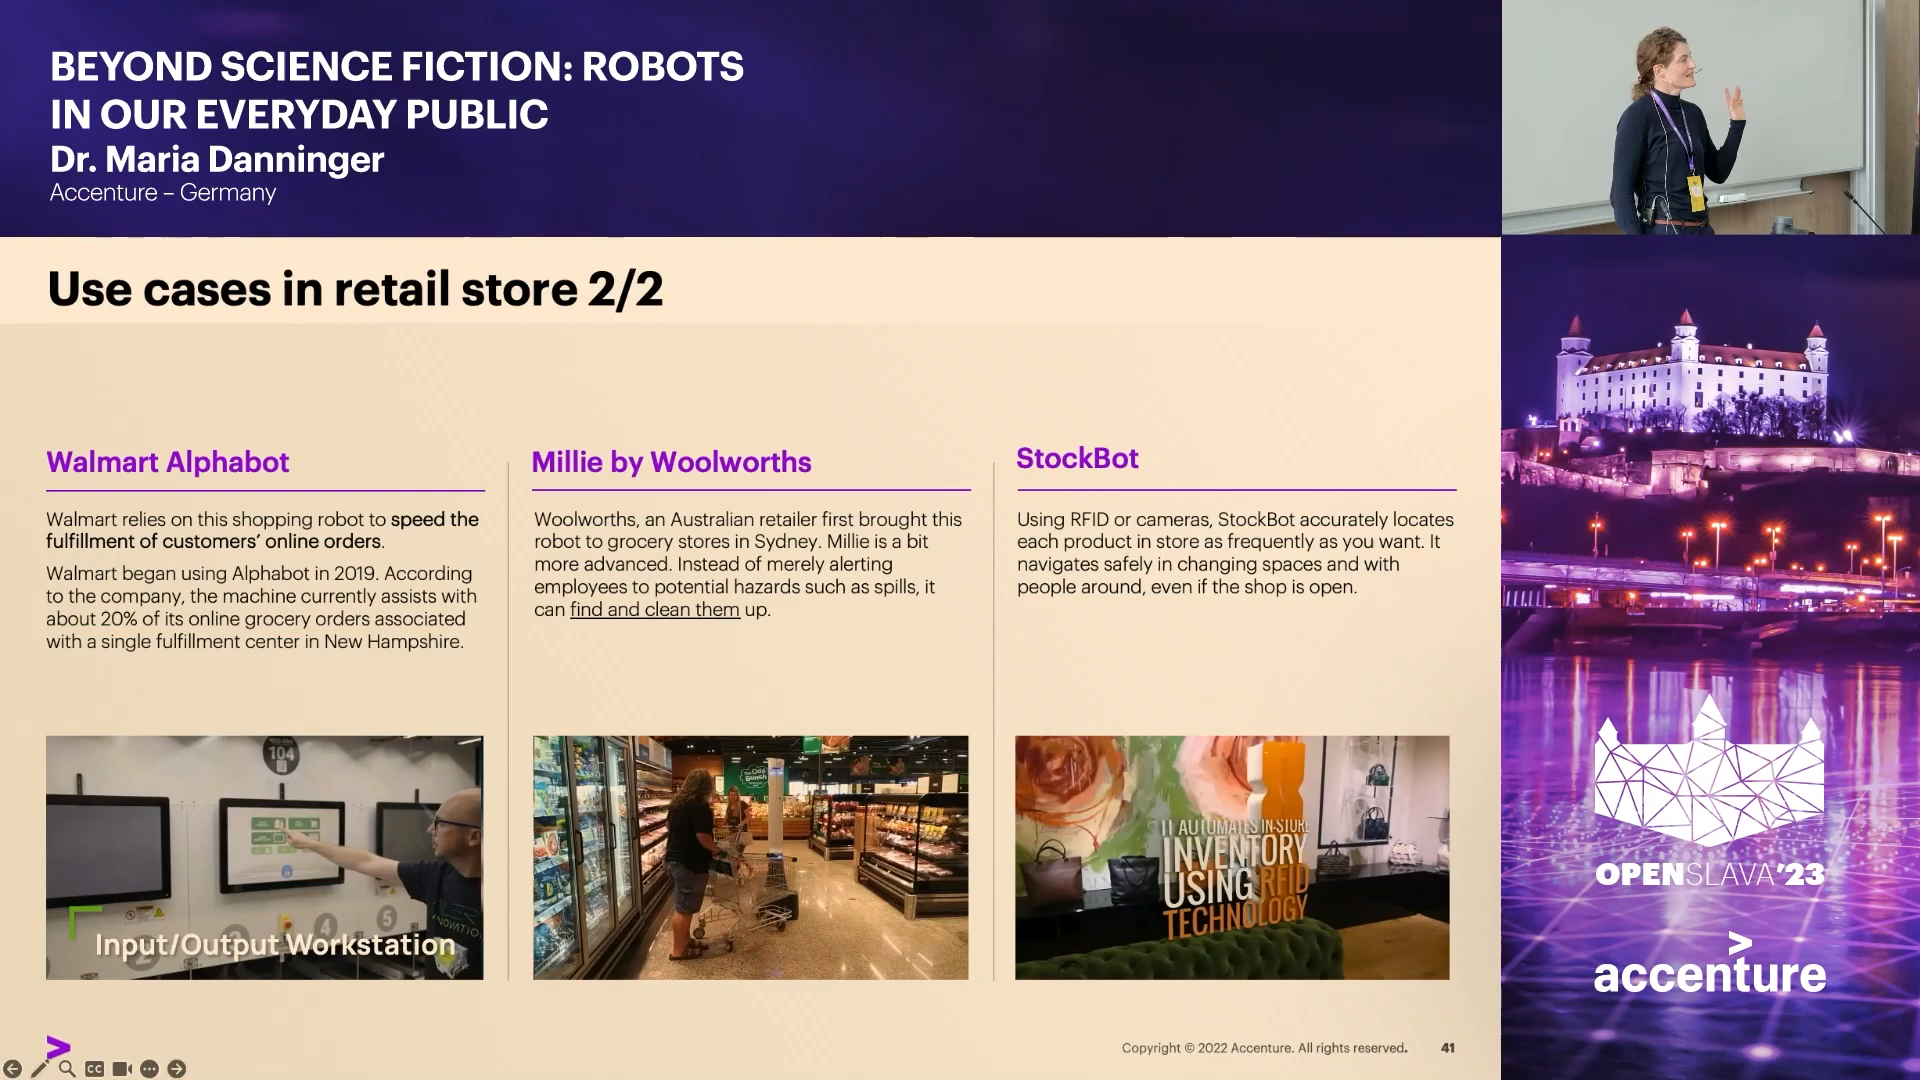 BEYOND SCIENCE FICTION: ROBOTS
IN OUR EVERYDAY PUBLIC
Dr. Maria Danninger
Accenture – Germany
Use cases in retail store 2/2
Walmart Alphabot
Walmart relies on this shopping robot to speed the
fulfillment of customers’ online orders.
Walmart began using Alphabot in 2019. According
to the company, the machine currently assists with
about 20% of its online grocery orders associated
with a single fulfillment center in New Hampshire.
104
4
5
Input/Output Workstation
Millie by Woolworths
Woolworths, an Australian retailer first brought this
robot to grocery stores in Sydney. Millie is a bit
more advanced. Instead of merely alerting
employees to potential hazards such as spills, it
can find and clean them up.
The Odd
Bunch
StockBot
Using RFID or cameras, StockBot accurately locates
each product in store as frequently as you want. It
navigates safely in changing spaces and with
people around, even if the shop is open.
IT AUTOMATES IN-STORE
INVENTORY
USING RFID
TECHNOLOGY
Copyright © 2022 Accenture. All rights reserved. 41
CC
OPENSLAVA’23
accenture